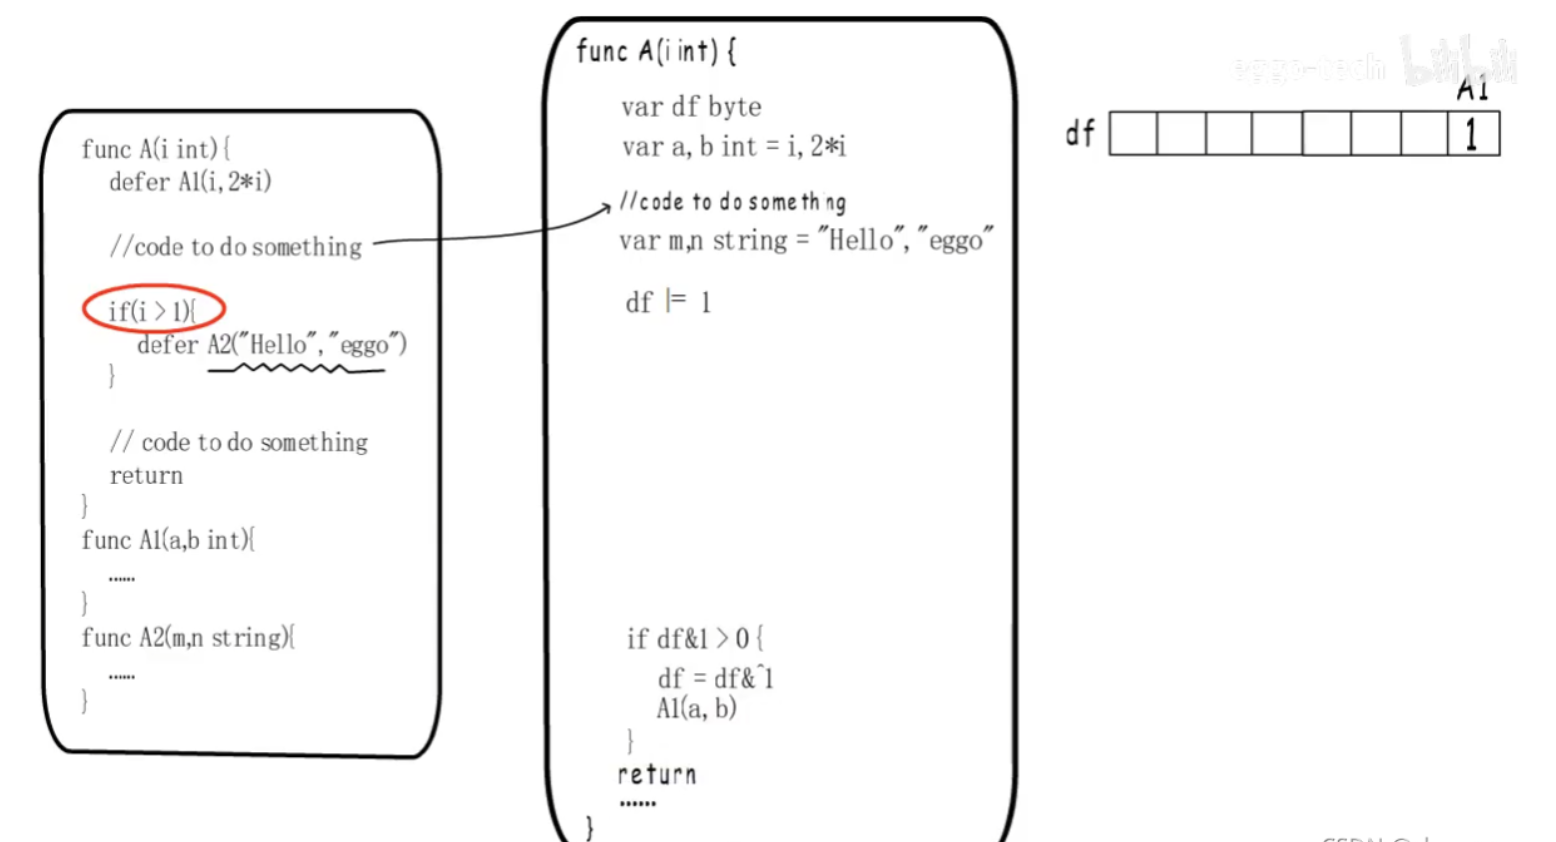 func A(i int){
defer A1(i,2*i)
//code to do something
if(i > 1){
defer A2("Hello","eggo")
}
// code to do something
return
}
func A1(a,b int){
......
}
func A2(m,n string){
......
}
func A(i int) {
var df byte
var a, b int = i, 2*i
//code to do something
var m,n string = "Hello", "eggo"
df |= 1
if df&1 > 0 {
df = df&^1
A1(a, b)
}
return
......
}
eggo-tech bilibili
A1
df
1